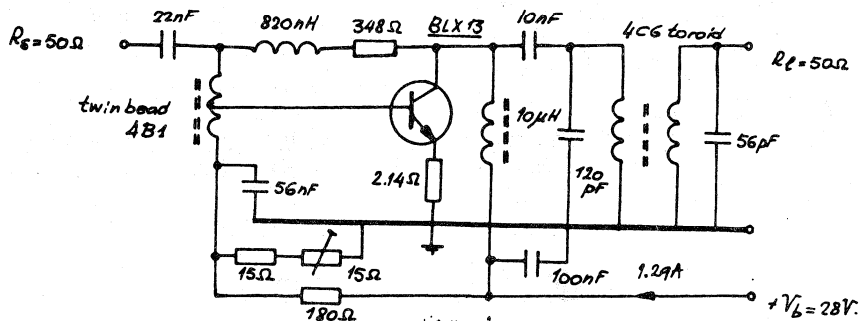 22nF
820nH
348Ω
BLX13
10nF
4C6 toroid
Rs=50Ω
Rℓ=50Ω
twin bead
4B1
10µH
56pF
120
pF
2.14Ω
56nF
15Ω
15Ω
100nF
1.29A
180Ω
+Vb=28V.